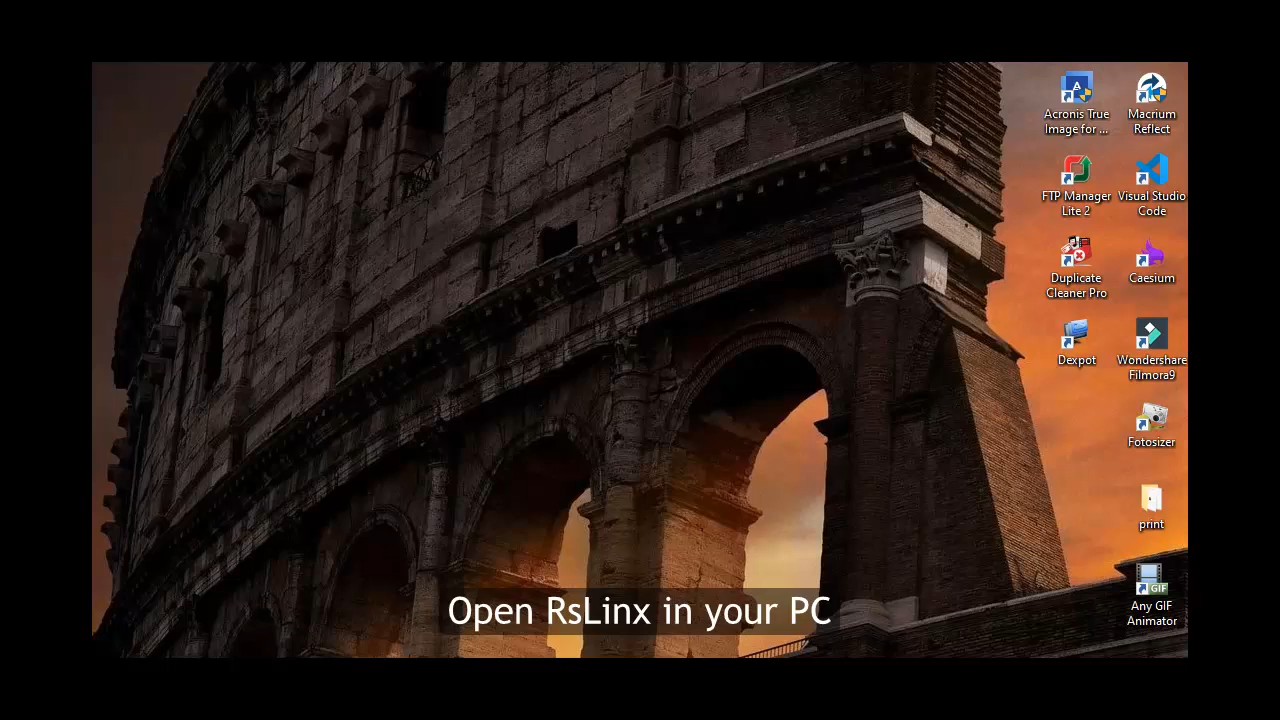 Acronis True
Image for ...
Macrium
Reflect
FTP Manager
Lite 2
Visual Studio
Code
Duplicate
Cleaner Pro
Caesium
Dexpot
Wondershare
Filmora9
Fotosizer
print
GIF
Any GIF
Animator
Open RsLinx in your PC